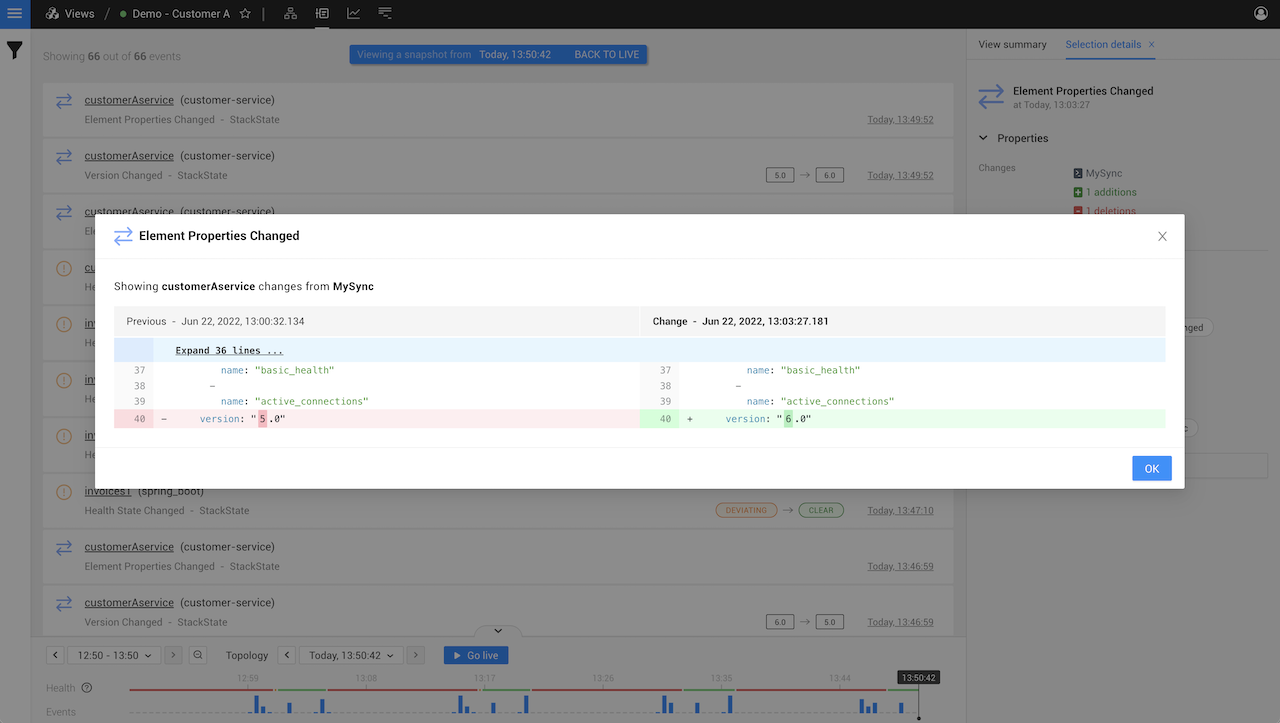 Views / Demo - Customer A
Showing 66 out of 66 events
Viewing a snapshot from Today, 13:50:42 BACK TO LIVE
View summary Selection details ×
Element Properties Changed
at Today, 13:03:27
Properties
Changes
MySync
1 additions
1 deletions
customerAservice (customer-service)
Element Properties Changed - StackState Today, 13:49:52
customerAservice (customer-service)
Version Changed - StackState 5.0 → 6.0 Today, 13:49:52
customerAservice (customer-service)
Element Properties Changed
Showing customerAservice changes from MySync
Previous - Jun 22, 2022, 13:00:32.134 Change - Jun 22, 2022, 13:03:27.181
Expand 36 lines ...
37 name: "basic_health" 37 name: "basic_health"
38 – 38 –
39 name: "active_connections" 39 name: "active_connections"
40 – version: "5.0" 40 + version: "6.0"
OK
invoices1 (spring_boot)
Health State Changed - StackState DEVIATING → CLEAR Today, 13:47:10
customerAservice (customer-service)
Element Properties Changed - StackState Today, 13:46:59
customerAservice (customer-service)
Version Changed - StackState 6.0 → 5.0 Today, 13:46:59
12:50 - 13:50 Topology Today, 13:50:42 Go live
12:59 13:08 13:17 13:26 13:35 13:44 13:50:42
Health
Events